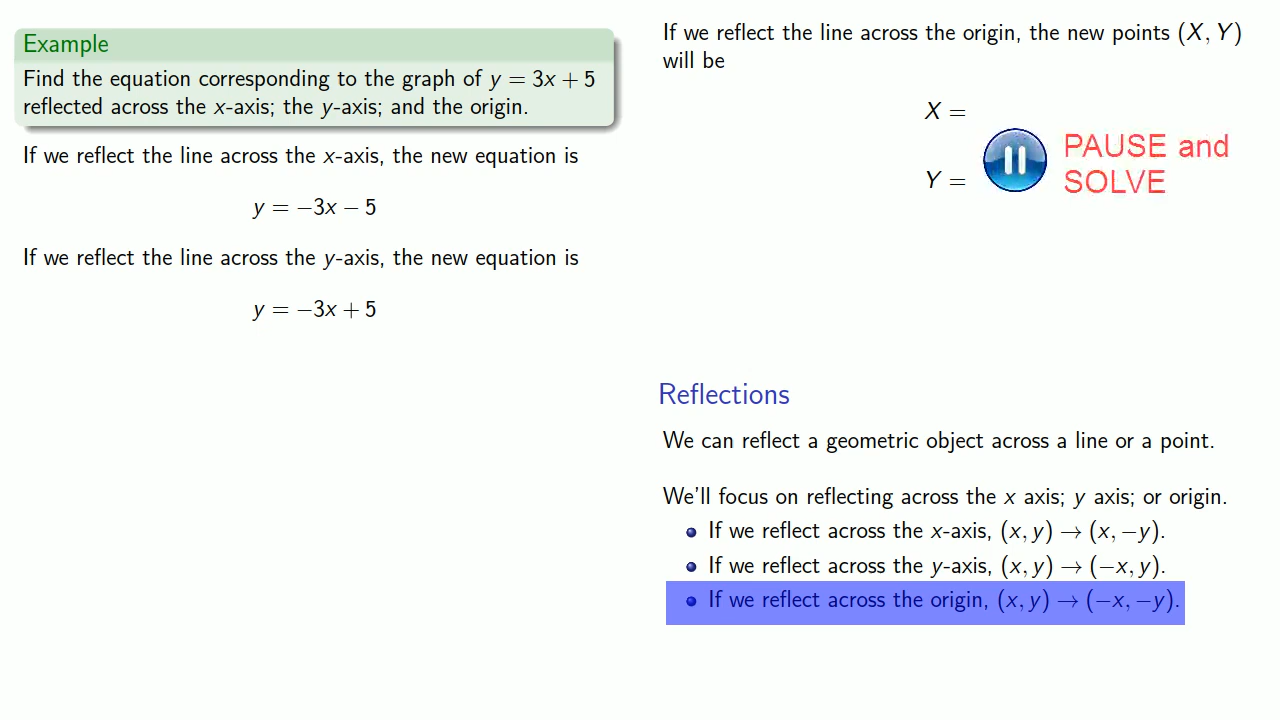 Example
Find the equation corresponding to the graph of y = 3x + 5
reflected across the x-axis; the y-axis; and the origin.
If we reflect the line across the x-axis, the new equation is
y = −3x − 5
If we reflect the line across the y-axis, the new equation is
y = −3x + 5
If we reflect the line across the origin, the new points (X, Y)
will be
X =
Y =
PAUSE and
SOLVE
Reflections
We can reflect a geometric object across a line or a point.
We'll focus on reflecting across the x axis; y axis; or origin.
• If we reflect across the x-axis, (x, y) → (x, −y).
• If we reflect across the y-axis, (x, y) → (−x, y).
• If we reflect across the origin, (x, y) → (−x, −y).